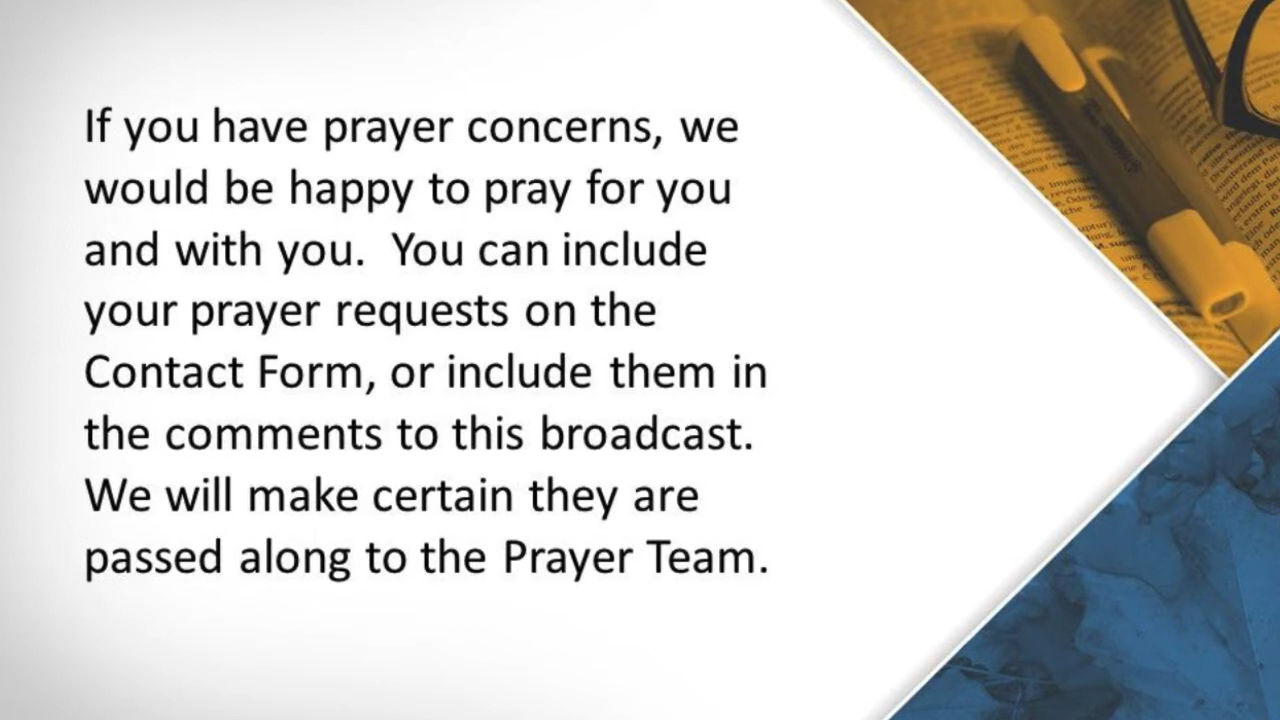 If you have prayer concerns, we
would be happy to pray for you
and with you.  You can include
your prayer requests on the
Contact Form, or include them in
the comments to this broadcast.
We will make certain they are
passed along to the Prayer Team.